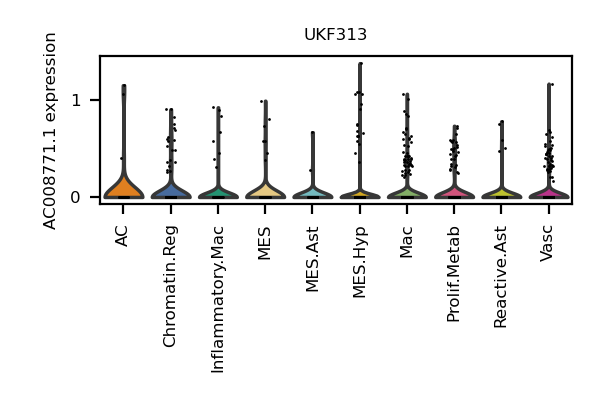 UKF313
AC008771.1 expression
1
0
AC
Chromatin.Reg
Inflammatory.Mac
MES
MES.Ast
MES.Hyp
Mac
Prolif.Metab
Reactive.Ast
Vasc